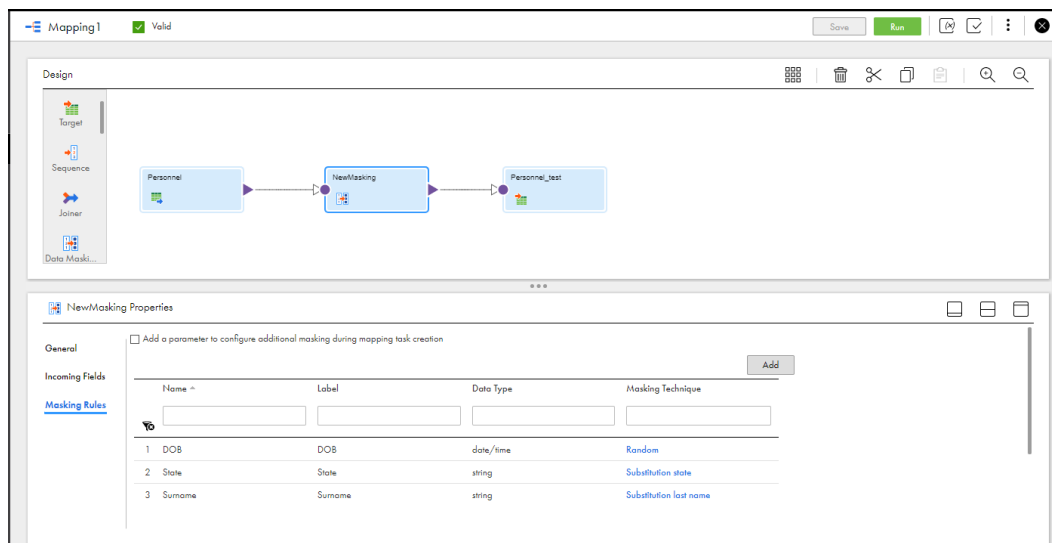 Mapping1 Valid Save Run
Design
Target
Sequence
Joiner
Data Maski...
Personnel NewMasking Personnel_test
NewMasking Properties
General
Incoming Fields
Masking Rules
Add a parameter to configure additional masking during mapping task creation
Add
Name Label Data Type Masking Technique
1 DOB DOB date/time Random
2 State State string Substitution state
3 Surname Surname string Substitution last name